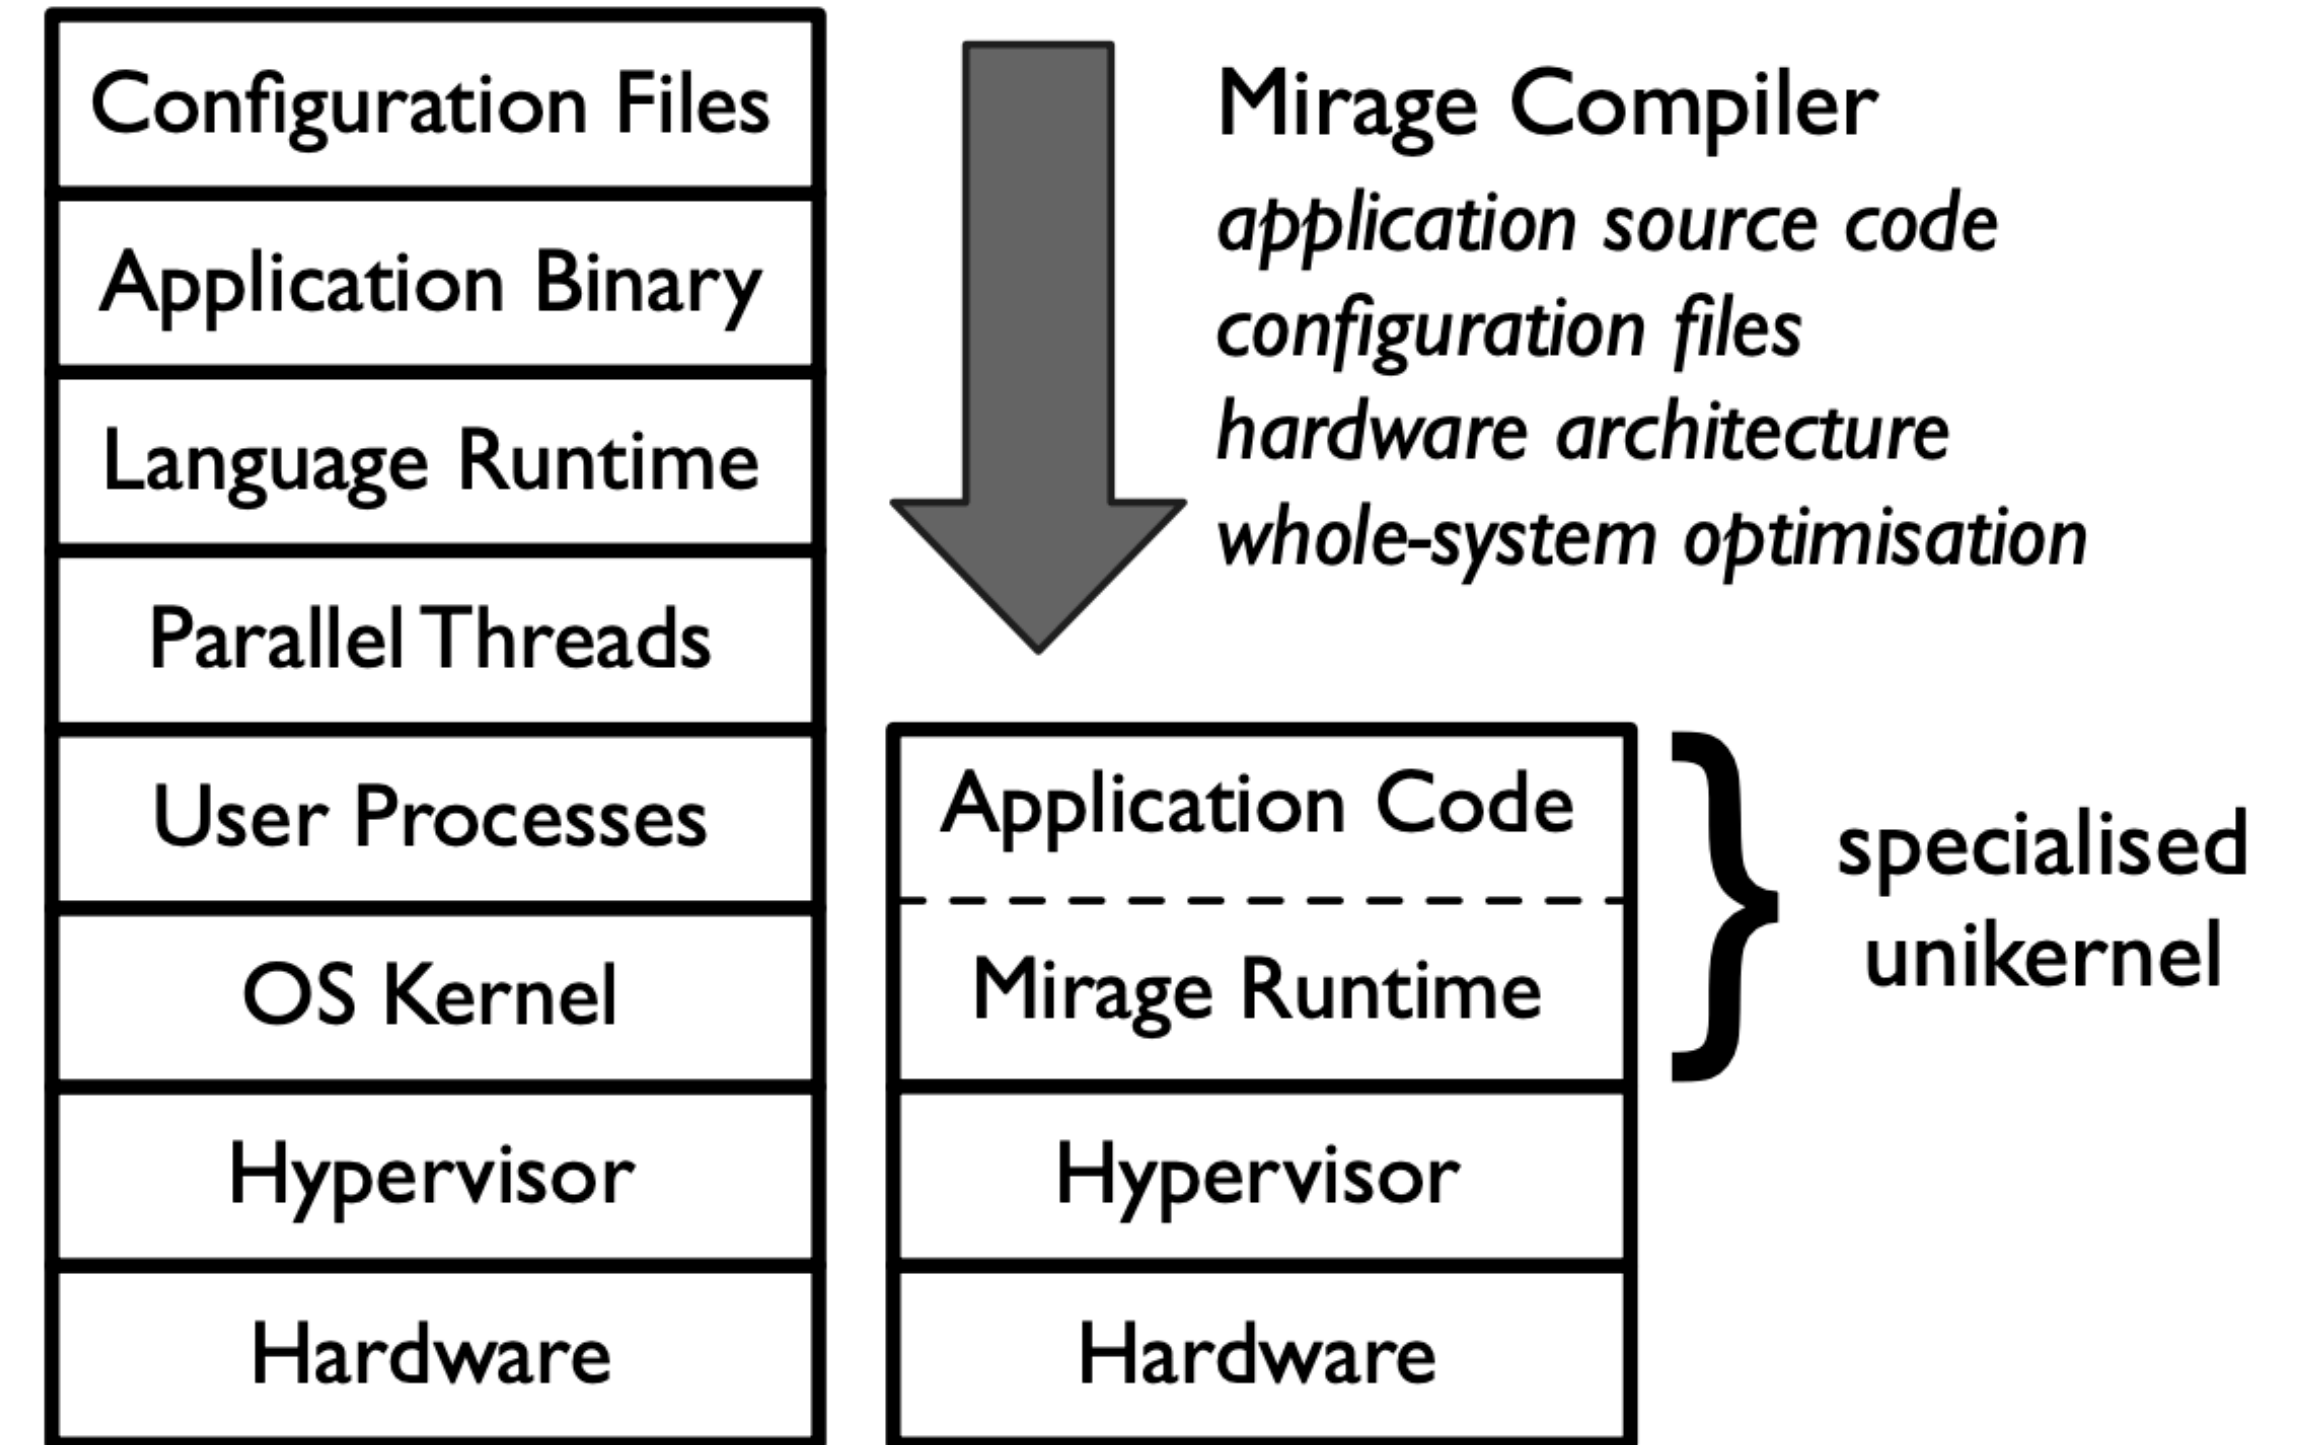 Configuration Files
Application Binary
Language Runtime
Parallel Threads
User Processes
OS Kernel
Hypervisor
Hardware
Mirage Compiler
application source code
configuration files
hardware architecture
whole-system optimisation
Application Code
Mirage Runtime
Hypervisor
Hardware
specialised
unikernel